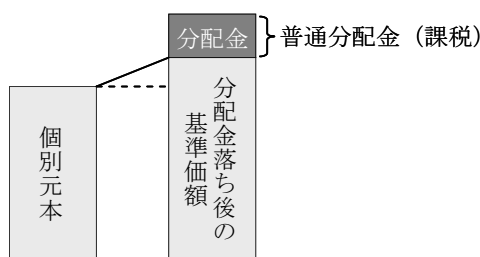 分配金
普通分配金（課税）
個別元本
分配金落ち後の
基準価額